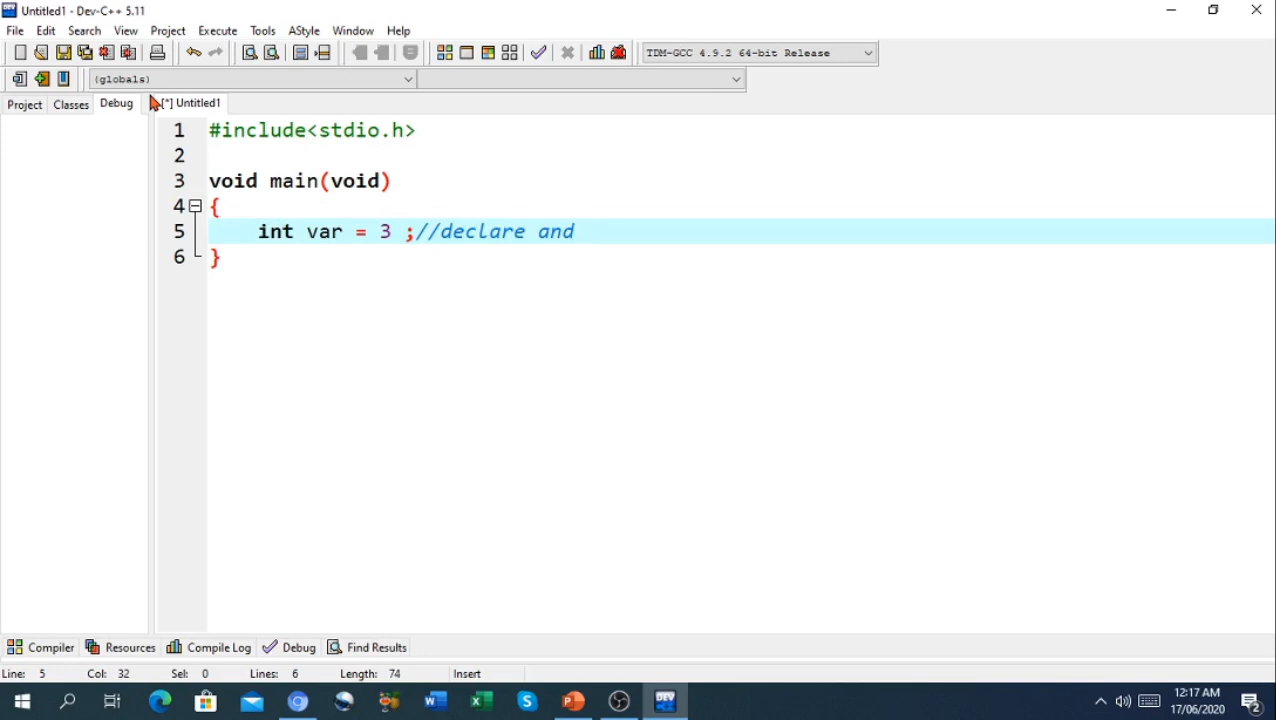 Untitled1 - Dev-C++ 5.11
File Edit Search View Project Execute Tools AStyle Window Help
TDM-GCC 4.9.2 64-bit Release
(globals)
Project Classes Debug [*] Untitled1
1 #include<stdio.h>
2
3 void main(void)
4 {
5 int var = 3 ;//declare and
6 }
Compiler Resources Compile Log Debug Find Results
Line: 5 Col: 32 Sel: 0 Lines: 6 Length: 74 Insert
12:17 AM
17/06/2020